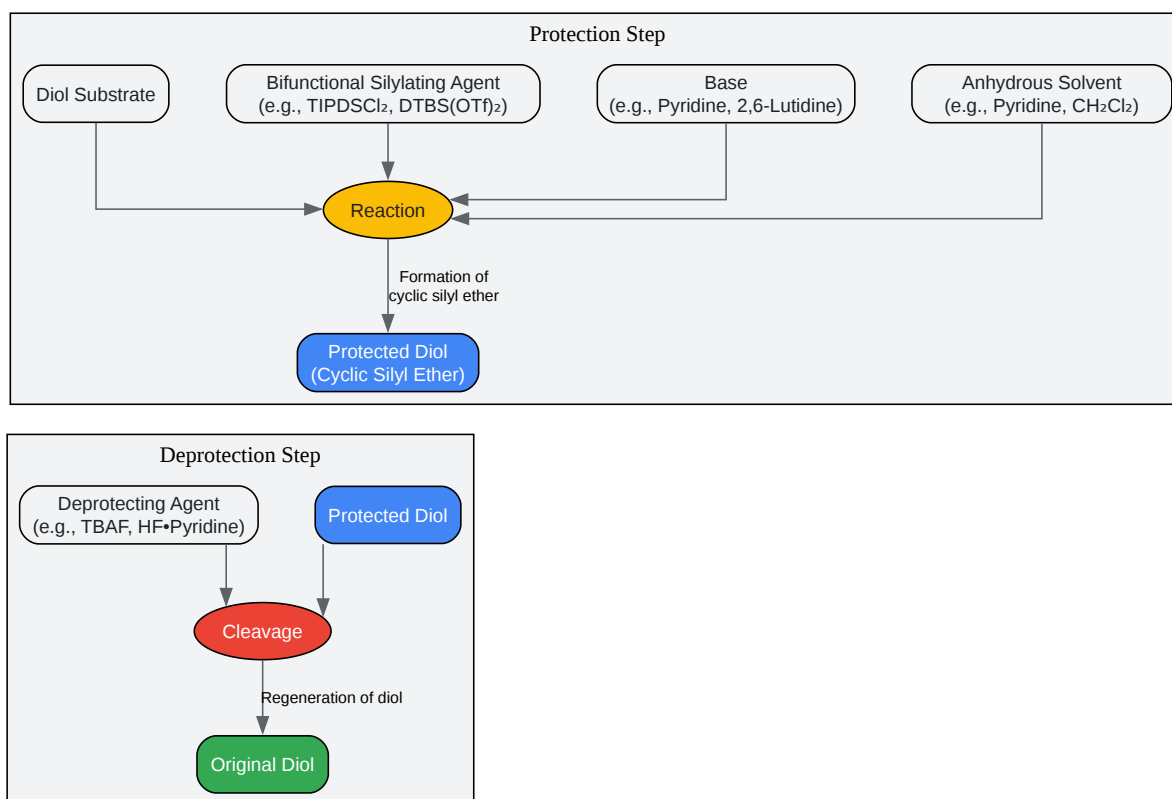 Protection Step
Diol Substrate
Bifunctional Silylating Agent
(e.g., TIPDSCl₂, DTBS(OTf)₂)
Base
(e.g., Pyridine, 2,6-Lutidine)
Anhydrous Solvent
(e.g., Pyridine, CH₂Cl₂)
Reaction
Formation of
cyclic silyl ether
Protected Diol
(Cyclic Silyl Ether)
Deprotection Step
Deprotecting Agent
(e.g., TBAF, HF•Pyridine)
Protected Diol
Cleavage
Regeneration of diol
Original Diol